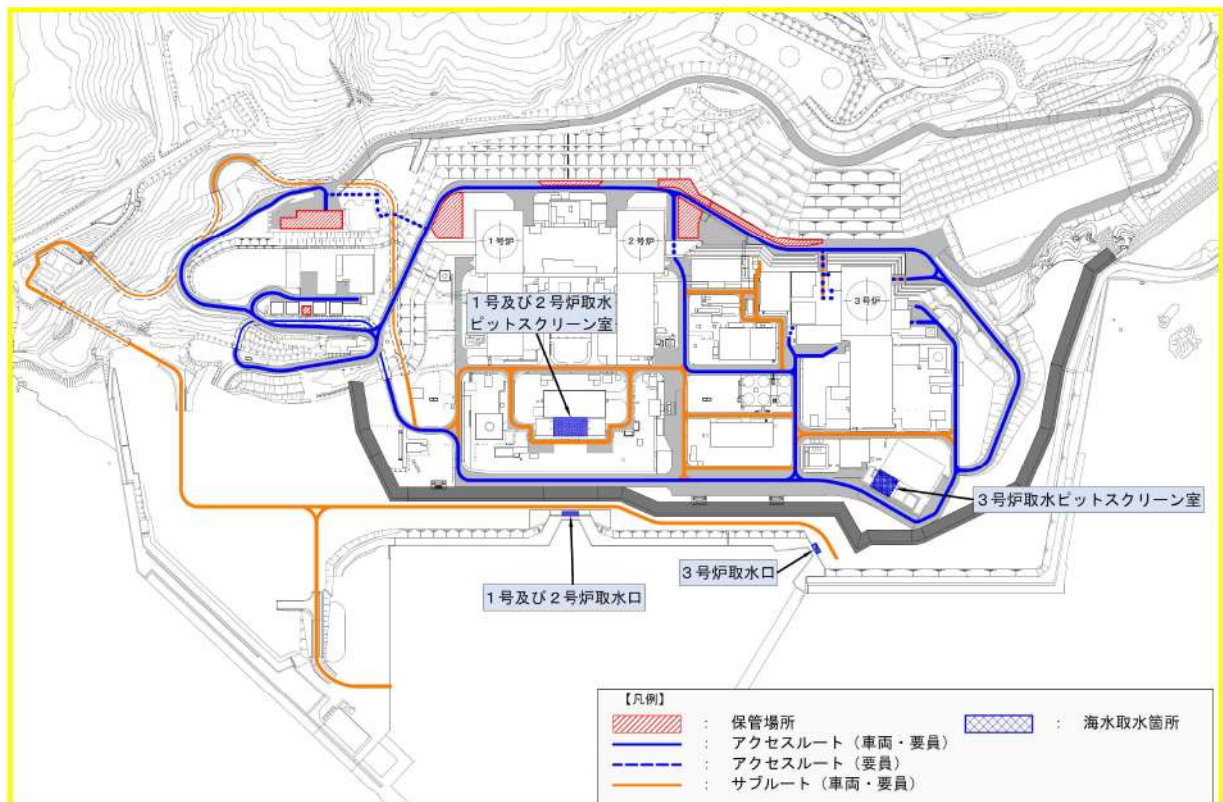 1号炉
2号炉
3号炉
1号及び2号炉取水
ピットスクリーン室
3号炉取水ピットスクリーン室
3号炉取水口
1号及び2号炉取水口
【凡例】
: 保管場所
: 海水取水箇所
: アクセスルート（車両・要員）
: アクセスルート（要員）
: サブルート（車両・要員）